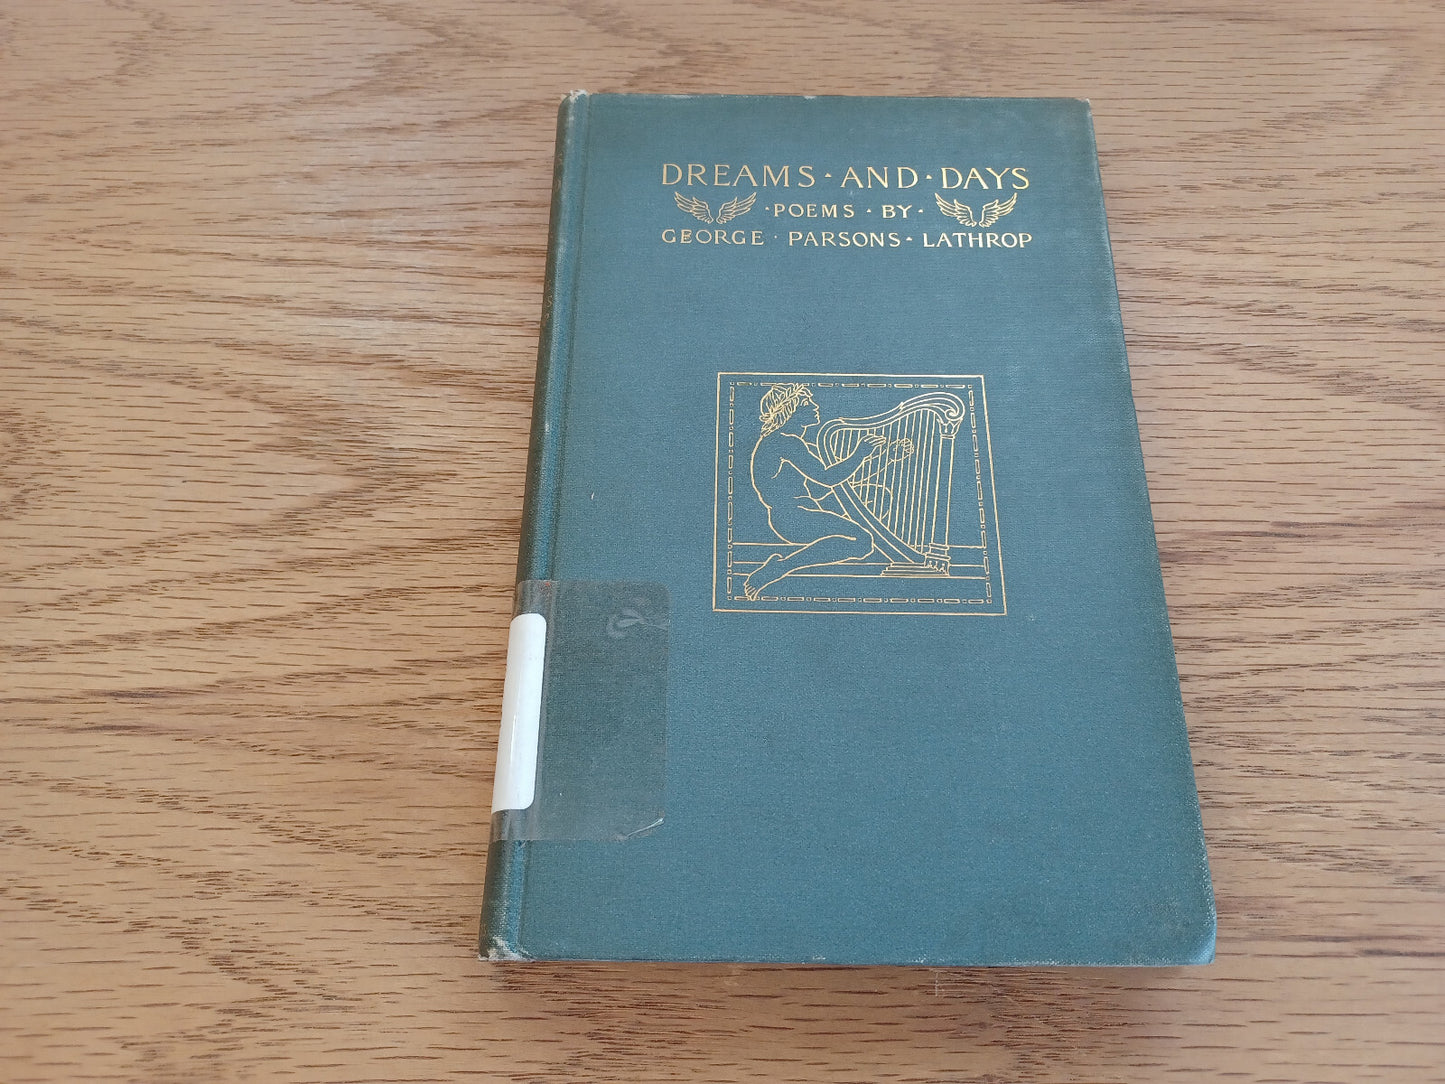 DREAMS · AND · DAYS
· POEMS · BY ·
GEORGE · PARSONS · LATHROP